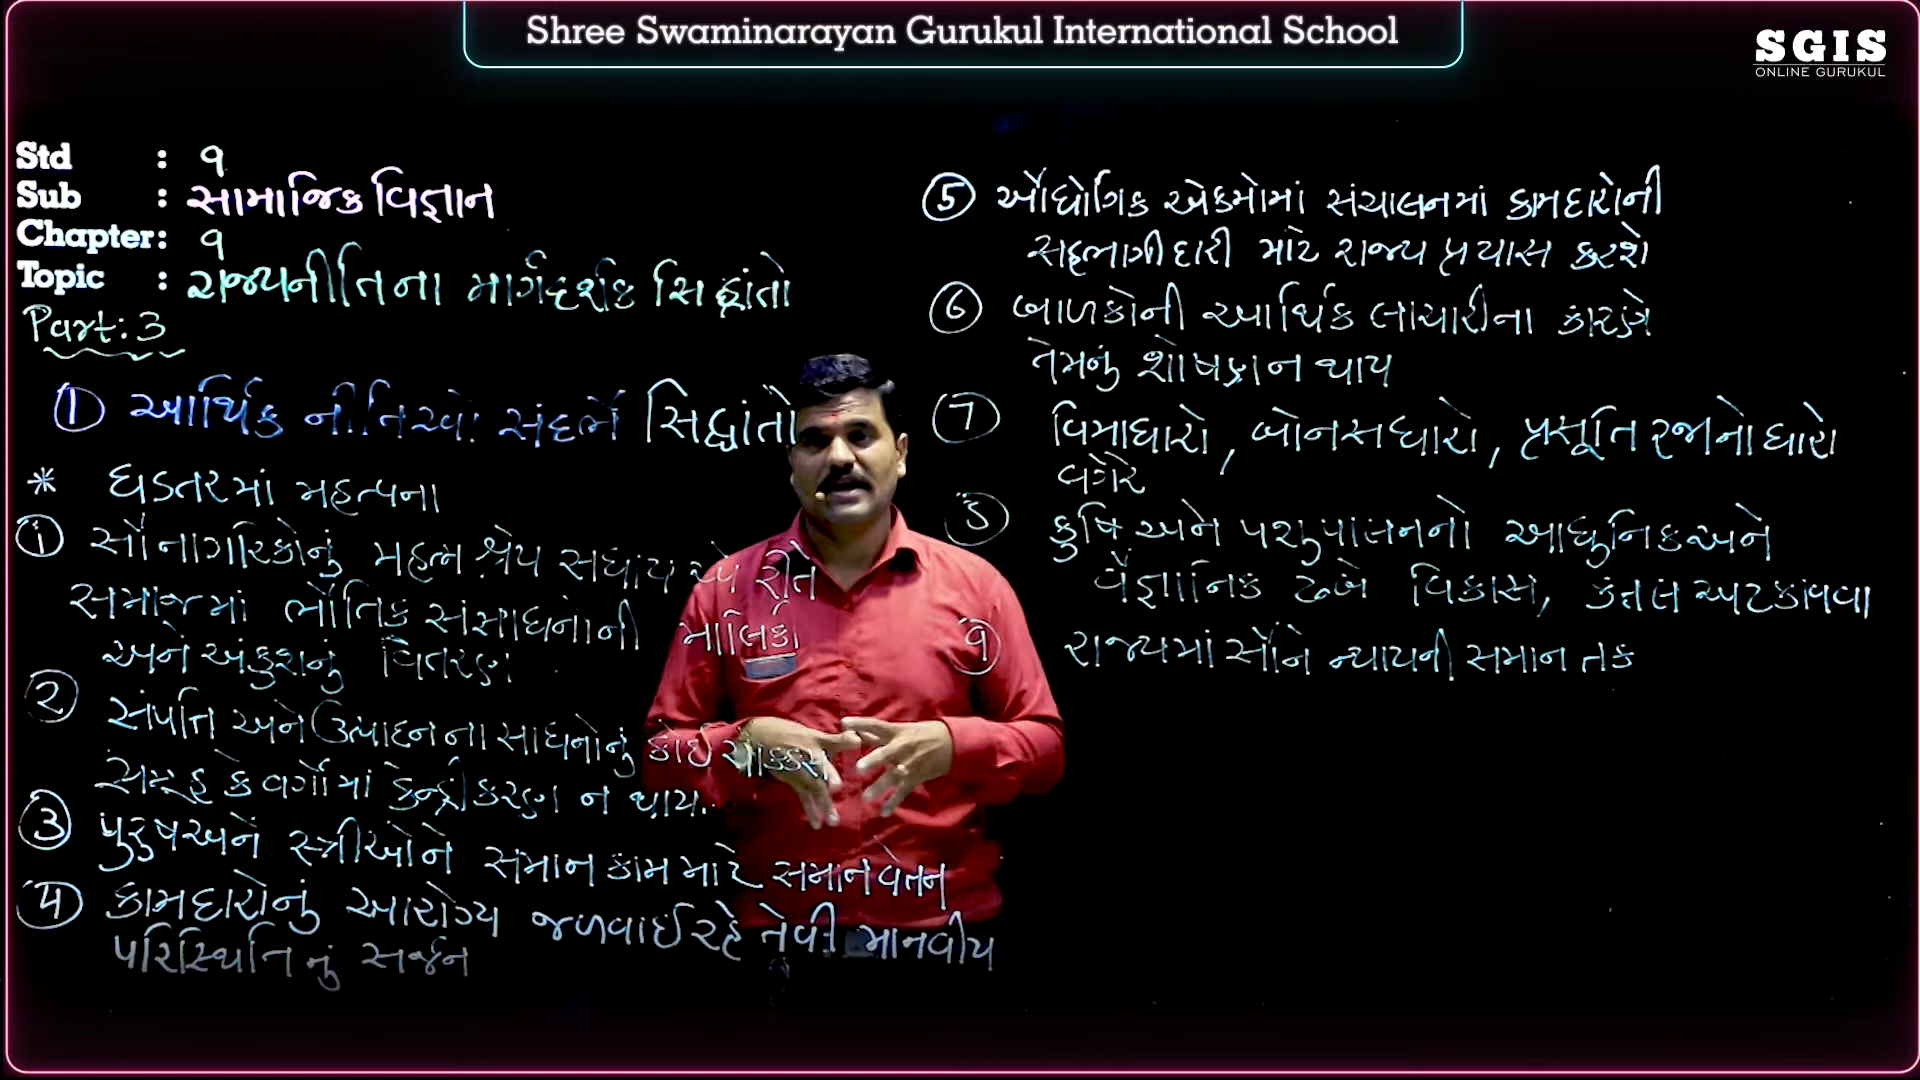 Shree Swaminarayan Gurukul International School
SGIS
ONLINE GURUKUL
Std : ૧
Sub : સામાજિક વિજ્ઞાન
Chapter : ૧
Topic : રાજ્યનીતિના માર્ગદર્શક સિદ્ધાંતો
Part: 3
① આર્થિક નીતિઓ સંદર્ભે સિદ્ધાંતો
* ઘડતરમાં મહત્વના
① સૌ નાગરિકોનું મહત્તમ શ્રેય સધાય એ રીતે
સમાજમાં ભૌતિક સંસાધનોની માલિકી
અને અંકુશનું વિતરણ
② સંપત્તિ અને ઉત્પાદનના સાધનોનું કોઈ ચોક્કસ
સમૂહ કે વર્ગોમાં કેન્દ્રીકરણ ન થાય.
③ પુરુષ અને સ્ત્રીઓને સમાન કામ માટે સમાન વેતન
④ કામદારોનું આરોગ્ય જળવાઈ રહે તેવી માનવીય
પરિસ્થિતિનું સર્જન
⑤ ઔદ્યોગિક એકમોમાં સંચાલનમાં કામદારોની
સહભાગીદારી માટે રાજ્ય પ્રયાસ કરશે
⑥ બાળકોની આર્થિક લાચારીના કારણે
તેમનું શોષણ ન થાય
⑦ વિમાધારો, બોનસધારો, પ્રસૂતિ રજાનો ધારો
વગેરે
કૃષિ અને પશુપાલનનો આધુનિક અને
વૈજ્ઞાનિક ઢબે વિકાસ, કતલ અટકાવવા
૯ રાજ્યમાં સૌને ન્યાયની સમાન તક